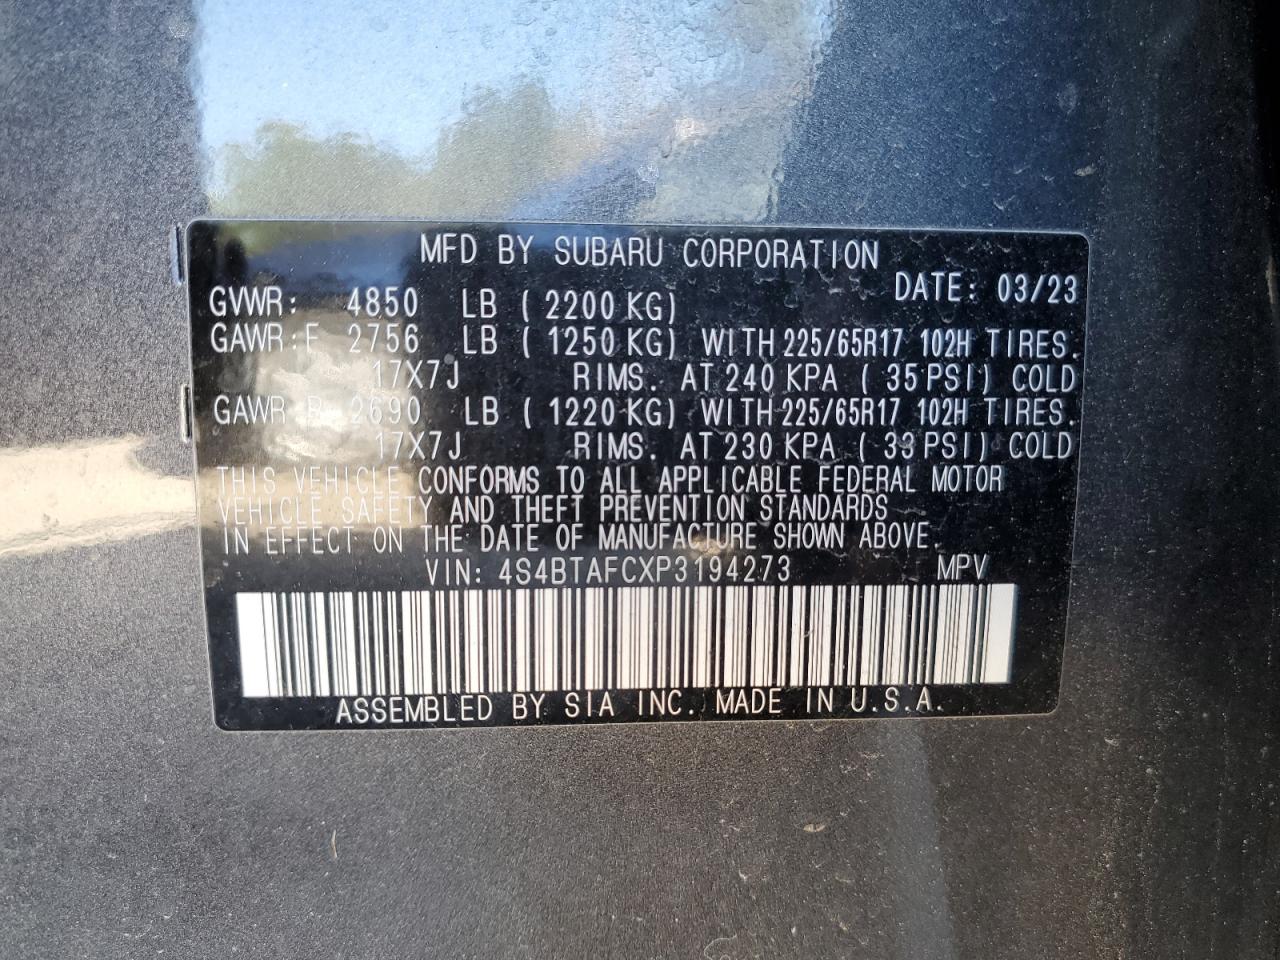 MFD BY SUBARU CORPORATION
DATE: 03/23
GVWR: 4850 LB ( 2200 KG)
GAWR:F 2756 LB ( 1250 KG) WITH 225/65R17 102H TIRES.
17X7J RIMS. AT 240 KPA ( 35 PSI) COLD
GAWR:R 2690 LB ( 1220 KG) WITH 225/65R17 102H TIRES.
17X7J RIMS. AT 230 KPA ( 33 PSI) COLD
THIS VEHICLE CONFORMS TO ALL APPLICABLE FEDERAL MOTOR
VEHICLE SAFETY AND THEFT PREVENTION STANDARDS
IN EFFECT ON THE DATE OF MANUFACTURE SHOWN ABOVE.
VIN: 4S4BTAFCXP3194273 MPV
ASSEMBLED BY SIA INC. MADE IN U.S.A.